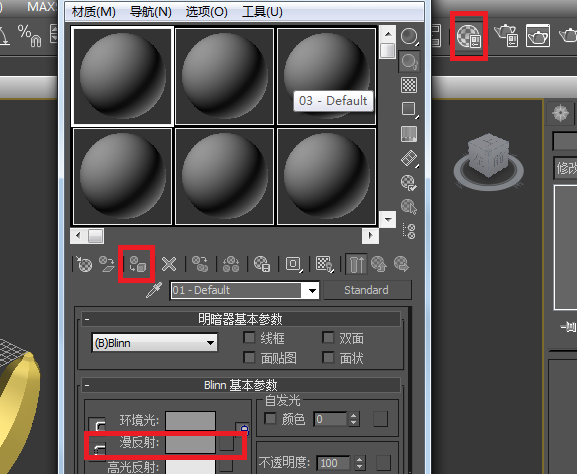 MAX
材质(M) 导航(N) 选项(O) 工具(U)
%
03 - Default
修改
01 - Default Standard
明暗器基本参数
(B)Blinn 线框 双面
面贴图 面状
Blinn 基本参数
自发光
环境光: 颜色 0
漫反射:
高光反射: 不透明度: 100